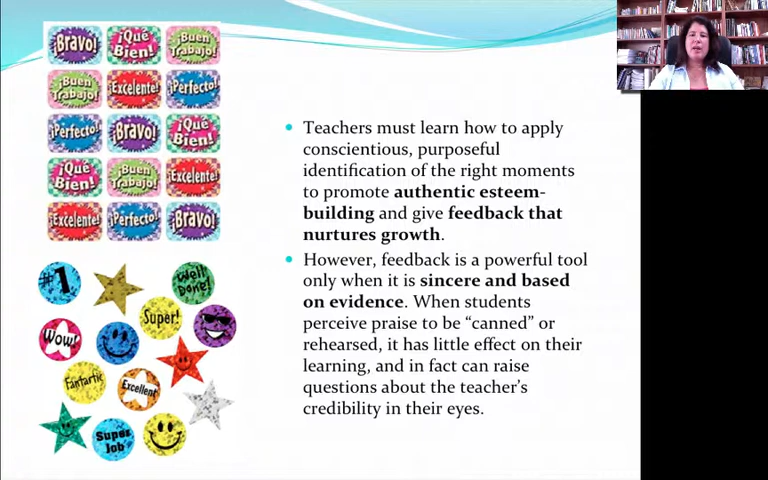 ¡Bravo! ¡Qué Bien! ¡Buen Trabajo!
¡Buen Trabajo! ¡Excelente! ¡Perfecto!
¡Perfecto! ¡Bravo! ¡Qué Bien!
¡Qué Bien! ¡Buen Trabajo! ¡Excelente!
¡Excelente! ¡Perfecto! ¡Bravo!
#1
Well Done!
Super!
Wow!
Fantastic
Excellent
Super Job
• Teachers must learn how to apply
conscientious, purposeful
identification of the right moments
to promote authentic esteem-
building and give feedback that
nurtures growth.
• However, feedback is a powerful tool
only when it is sincere and based
on evidence. When students
perceive praise to be “canned” or
rehearsed, it has little effect on their
learning, and in fact can raise
questions about the teacher’s
credibility in their eyes.